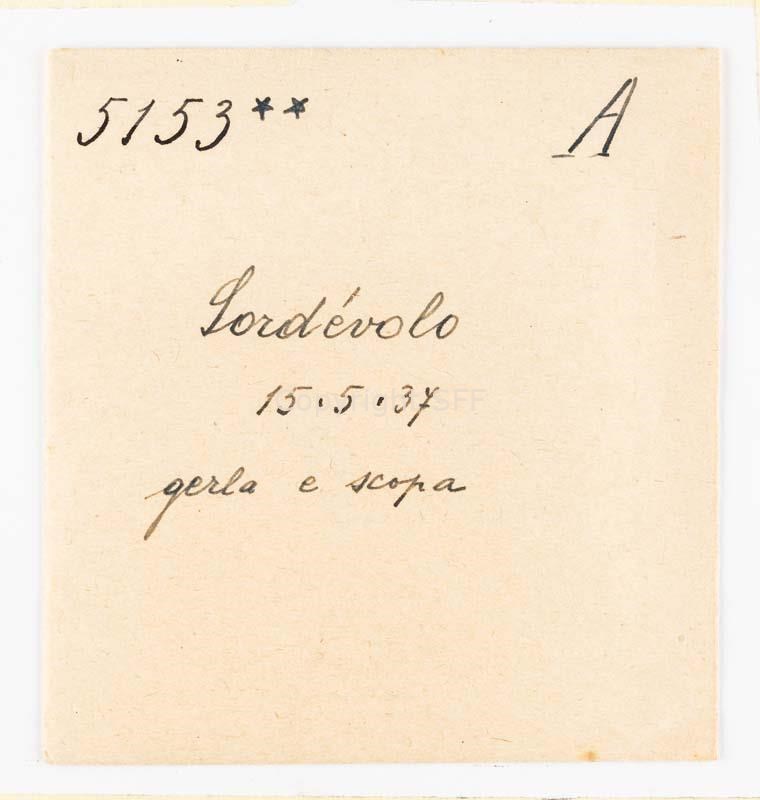 5153** A
Sordévolo
15.5.37
gerla e scopa